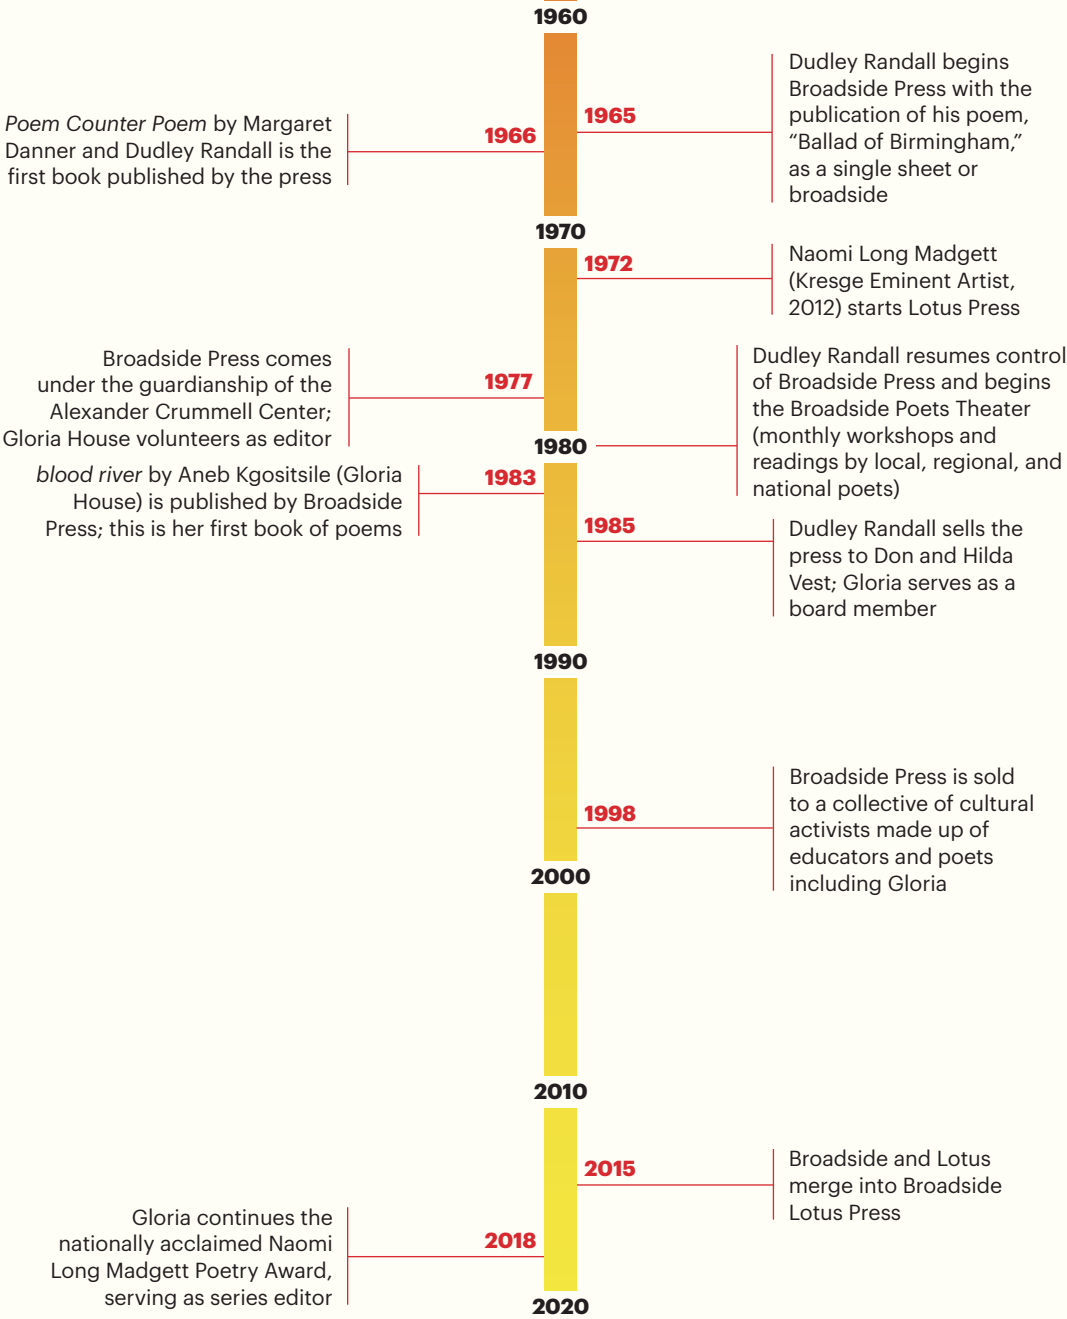 1960
1965
Dudley Randall begins
Broadside Press with the
publication of his poem,
“Ballad of Birmingham,”
as a single sheet or
broadside
1966
Poem Counter Poem by Margaret
Danner and Dudley Randall is the
first book published by the press
1970
1972
Naomi Long Madgett
(Kresge Eminent Artist,
2012) starts Lotus Press
1977
Broadside Press comes
under the guardianship of the
Alexander Crummell Center;
Gloria House volunteers as editor
1980
Dudley Randall resumes control
of Broadside Press and begins
the Broadside Poets Theater
(monthly workshops and
readings by local, regional, and
national poets)
1983
blood river by Aneb Kgositsile (Gloria
House) is published by Broadside
Press; this is her first book of poems
1985
Dudley Randall sells the
press to Don and Hilda
Vest; Gloria serves as a
board member
1990
1998
Broadside Press is sold
to a collective of cultural
activists made up of
educators and poets
including Gloria
2000
2010
2015
Broadside and Lotus
merge into Broadside
Lotus Press
2018
Gloria continues the
nationally acclaimed Naomi
Long Madgett Poetry Award,
serving as series editor
2020